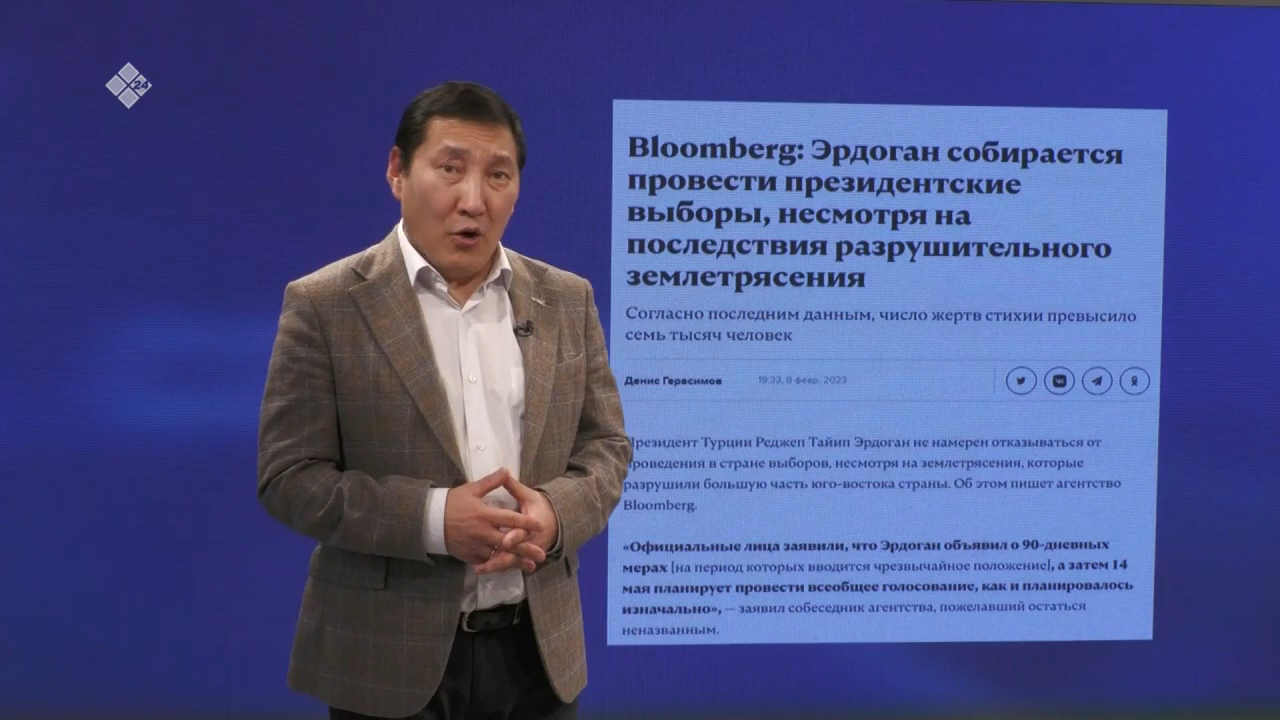 24
Bloomberg: Эрдоган собирается
провести президентские
выборы, несмотря на
последствия разрушительного
землетрясения
Согласно последним данным, число жертв стихии превысило
семь тысяч человек
Денис Герасимов 19:33, 8 февр. 2023
Президент Турции Реджеп Тайип Эрдоган не намерен отказываться от
проведения в стране выборов, несмотря на землетрясения, которые
разрушили большую часть юго-востока страны. Об этом пишет агентство
Bloomberg.
«Официальные лица заявили, что Эрдоган объявил о 90-дневных
мерах [на период которых вводится чрезвычайное положение], а затем 14
мая планирует провести всеобщее голосование, как и планировалось
изначально», — заявил собеседник агентства, пожелавший остаться
неназванным.